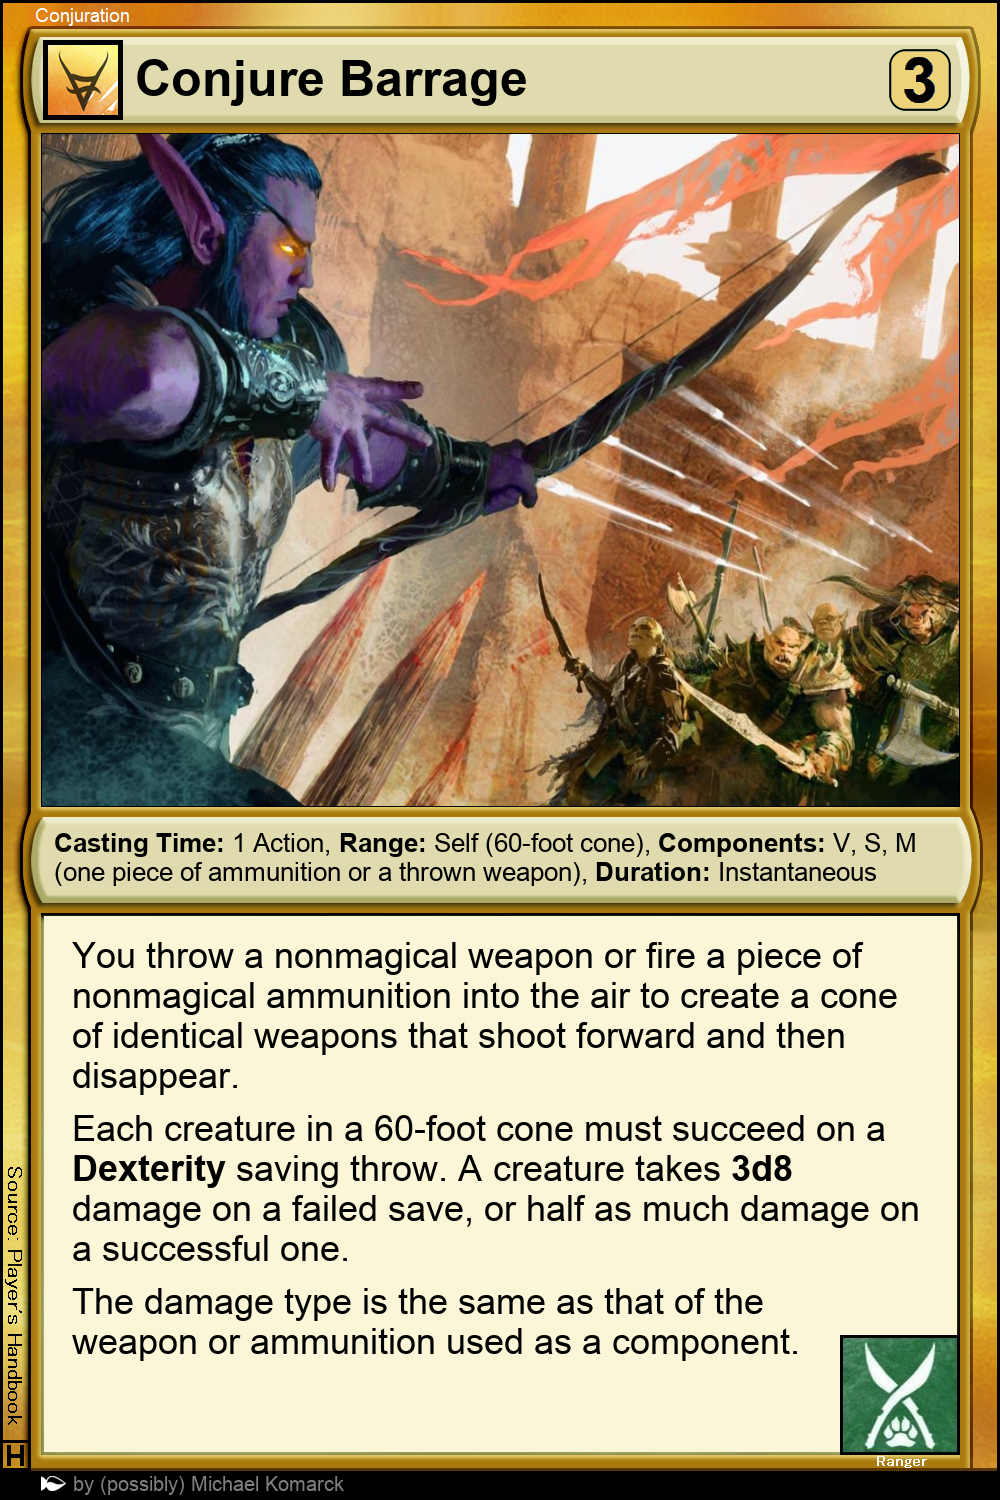 Conjuration
Conjure Barrage
3
Casting Time: 1 Action, Range: Self (60-foot cone), Components: V, S, M
(one piece of ammunition or a thrown weapon), Duration: Instantaneous
You throw a nonmagical weapon or fire a piece of
nonmagical ammunition into the air to create a cone
of identical weapons that shoot forward and then
disappear.
Each creature in a 60-foot cone must succeed on a
Dexterity saving throw. A creature takes 3d8
damage on a failed save, or half as much damage on
a successful one.
The damage type is the same as that of the
weapon or ammunition used as a component.
Ranger
Source: Player's Handbook
H
by (possibly) Michael Komarck